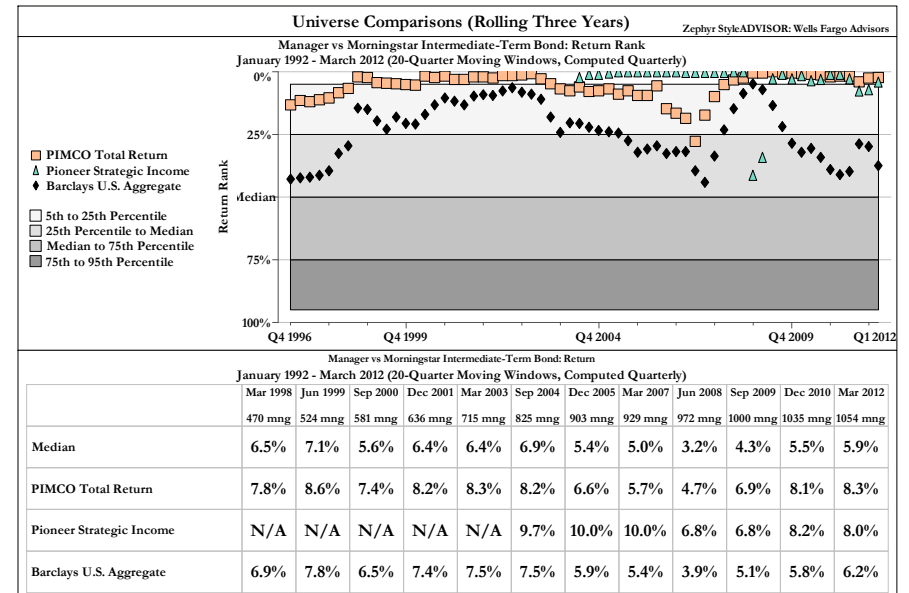 Universe Comparisons (Rolling Three Years)
Zephyr StyleADVISOR: Wells Fargo Advisors
Manager vs Morningstar Intermediate-Term Bond: Return Rank
January 1992 - March 2012 (20-Quarter Moving Windows, Computed Quarterly)
PIMCO Total Return
Pioneer Strategic Income
Barclays U.S. Aggregate
5th to 25th Percentile
25th Percentile to Median
Median to 75th Percentile
75th to 95th Percentile
Return Rank
0%
25%
Median
75%
100%
Q4 1996 Q4 1999 Q4 2004 Q4 2009 Q1 2012
Manager vs Morningstar Intermediate-Term Bond: Return
January 1992 - March 2012 (20-Quarter Moving Windows, Computed Quarterly)
Mar 1998 Jun 1999 Sep 2000 Dec 2001 Mar 2003 Sep 2004 Dec 2005 Mar 2007 Jun 2008 Sep 2009 Dec 2010 Mar 2012
470 mng 524 mng 581 mng 636 mng 715 mng 825 mng 903 mng 929 mng 972 mng 1000 mng 1035 mng 1054 mng
Median 6.5% 7.1% 5.6% 6.4% 6.4% 6.9% 5.4% 5.0% 3.2% 4.3% 5.5% 5.9%
PIMCO Total Return 7.8% 8.6% 7.4% 8.2% 8.3% 8.2% 6.6% 5.7% 4.7% 6.9% 8.1% 8.3%
Pioneer Strategic Income N/A N/A N/A N/A N/A 9.7% 10.0% 10.0% 6.8% 6.8% 8.2% 8.0%
Barclays U.S. Aggregate 6.9% 7.8% 6.5% 7.4% 7.5% 7.5% 5.9% 5.4% 3.9% 5.1% 5.8% 6.2%